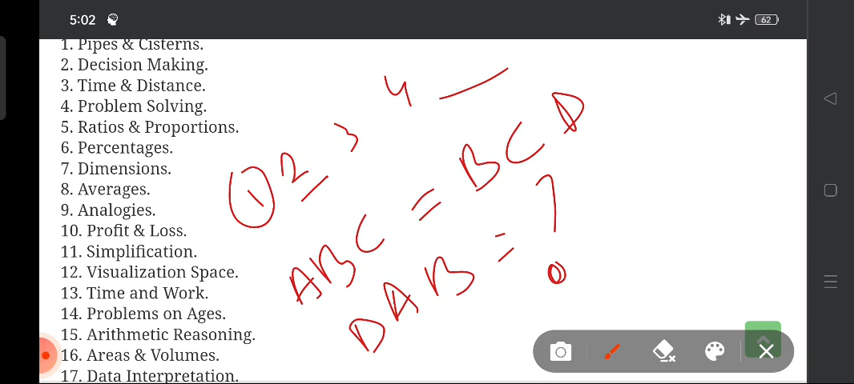 5:02 62
1. Pipes & Cisterns.
2. Decision Making.
3. Time & Distance.
4. Problem Solving.
5. Ratios & Proportions.
6. Percentages.
7. Dimensions.
8. Averages.
9. Analogies.
10. Profit & Loss.
11. Simplification.
12. Visualization Space.
13. Time and Work.
14. Problems on Ages.
15. Arithmetic Reasoning.
16. Areas & Volumes.
17. Data Interpretation.
1 2 3 4 —
ABC = BCD
DAB = ?